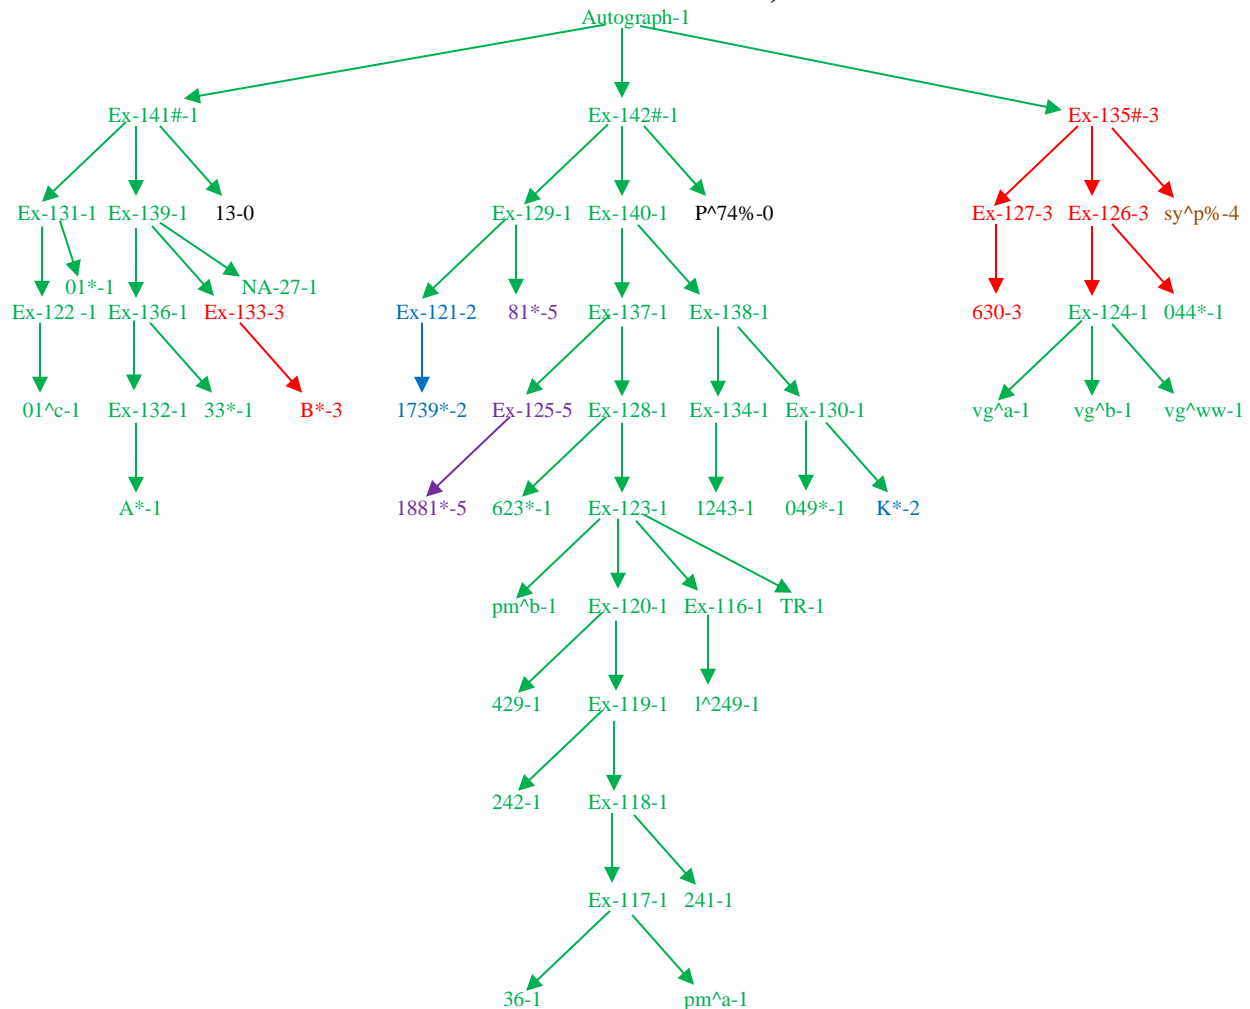 Autograph-1
Ex-141#-1 Ex-142#-1 Ex-135#-3
Ex-131-1 Ex-139-1 13-0 Ex-129-1 Ex-140-1 P^74%-0 Ex-127-3 Ex-126-3 sy^p%-4
01*-1 NA-27-1
Ex-122 -1 Ex-136-1 Ex-133-3 Ex-121-2 81*-5 Ex-137-1 Ex-138-1 630-3 Ex-124-1 044*-1
01^c-1 Ex-132-1 33*-1 B*-3 1739*-2 Ex-125-5 Ex-128-1 Ex-134-1 Ex-130-1 vg^a-1 vg^b-1 vg^ww-1
A*-1 1881*-5 623*-1 Ex-123-1 1243-1 049*-1 K*-2
pm^b-1 Ex-120-1 Ex-116-1 TR-1
429-1 Ex-119-1 l^249-1
242-1 Ex-118-1
Ex-117-1 241-1
36-1 pm^a-1